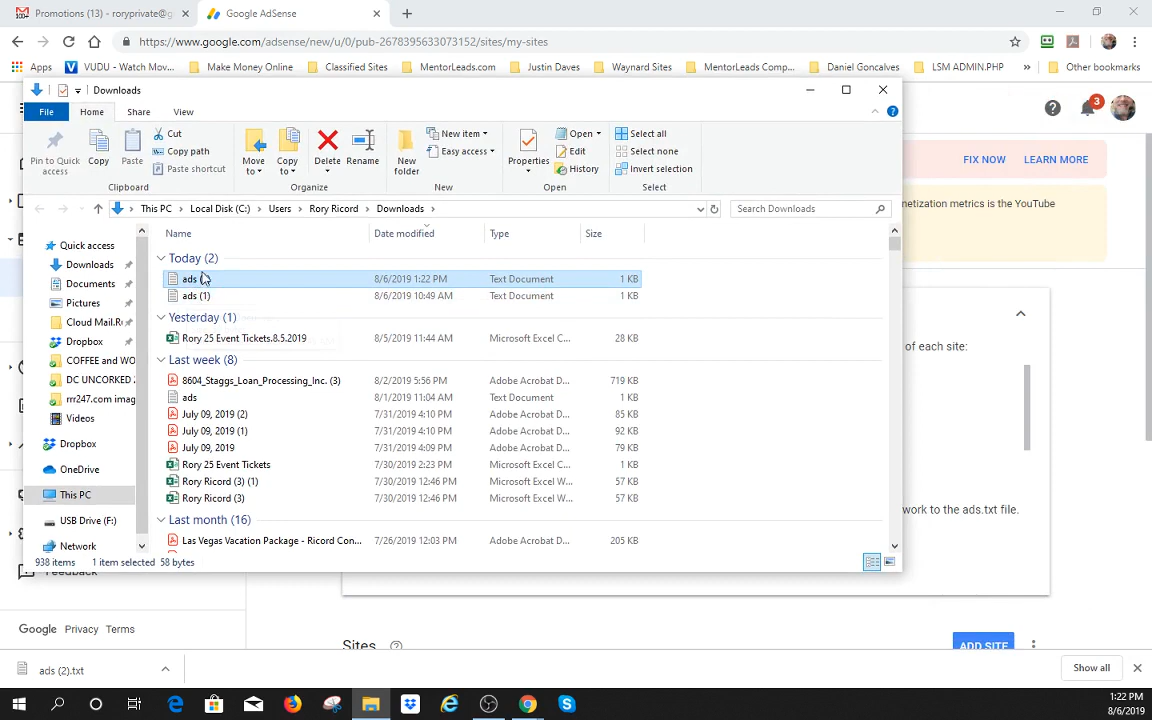 Promotions (13) - roryprivate@g
Google AdSense
https://www.google.com/adsense/new/u/0/pub-2678395633073152/sites/my-sites
Apps
VUDU - Watch Mov...
Make Money Online
Classified Sites
MentorLeads.com
Justin Daves
Waynard Sites
MentorLeads Comp...
Daniel Goncalves
LSM ADMIN.PHP
»
Other bookmarks
Downloads
File
Home
Share
View
3
Pin to Quick access
Copy
Paste
Cut
Copy path
Paste shortcut
Move to
Copy to
Delete
Rename
New folder
New item
Easy access
Properties
Open
Edit
History
Select all
Select none
Invert selection
Clipboard
Organize
New
Open
Select
FIX NOW
LEARN MORE
netization metrics is the YouTube
This PC > Local Disk (C:) > Users > Rory Ricord > Downloads >
Search Downloads
Name Date modified Type Size
Quick access
Downloads
Documents
Pictures
Cloud Mail.R
Dropbox
COFFEE and WO
DC UNCORKED
rrr247.com imag
Videos
Dropbox
OneDrive
This PC
USB Drive (F:)
Network
Today (2)
ads 8/6/2019 1:22 PM Text Document 1 KB
ads (1) 8/6/2019 10:49 AM Text Document 1 KB
Yesterday (1)
Rory 25 Event Tickets.8.5.2019 8/5/2019 11:44 AM Microsoft Excel C... 28 KB
Last week (8)
8604_Staggs_Loan_Processing_Inc. (3) 8/2/2019 5:56 PM Adobe Acrobat D... 719 KB
ads 8/1/2019 11:04 AM Text Document 1 KB
July 09, 2019 (2) 7/31/2019 4:10 PM Adobe Acrobat D... 85 KB
July 09, 2019 (1) 7/31/2019 4:10 PM Adobe Acrobat D... 92 KB
July 09, 2019 7/31/2019 4:09 PM Adobe Acrobat D... 79 KB
Rory 25 Event Tickets 7/30/2019 2:23 PM Microsoft Excel C... 1 KB
Rory Ricord (3) (1) 7/30/2019 12:46 PM Microsoft Excel W... 57 KB
Rory Ricord (3) 7/30/2019 12:46 PM Microsoft Excel W... 57 KB
Last month (16)
Las Vegas Vacation Package - Ricord Con... 7/26/2019 12:03 PM Adobe Acrobat D... 205 KB
of each site:
work to the ads.txt file.
938 items 1 item selected 58 bytes
Feedback
Google Privacy Terms
Sites
ADD SITE
ads (2).txt
Show all
1:22 PM
8/6/2019